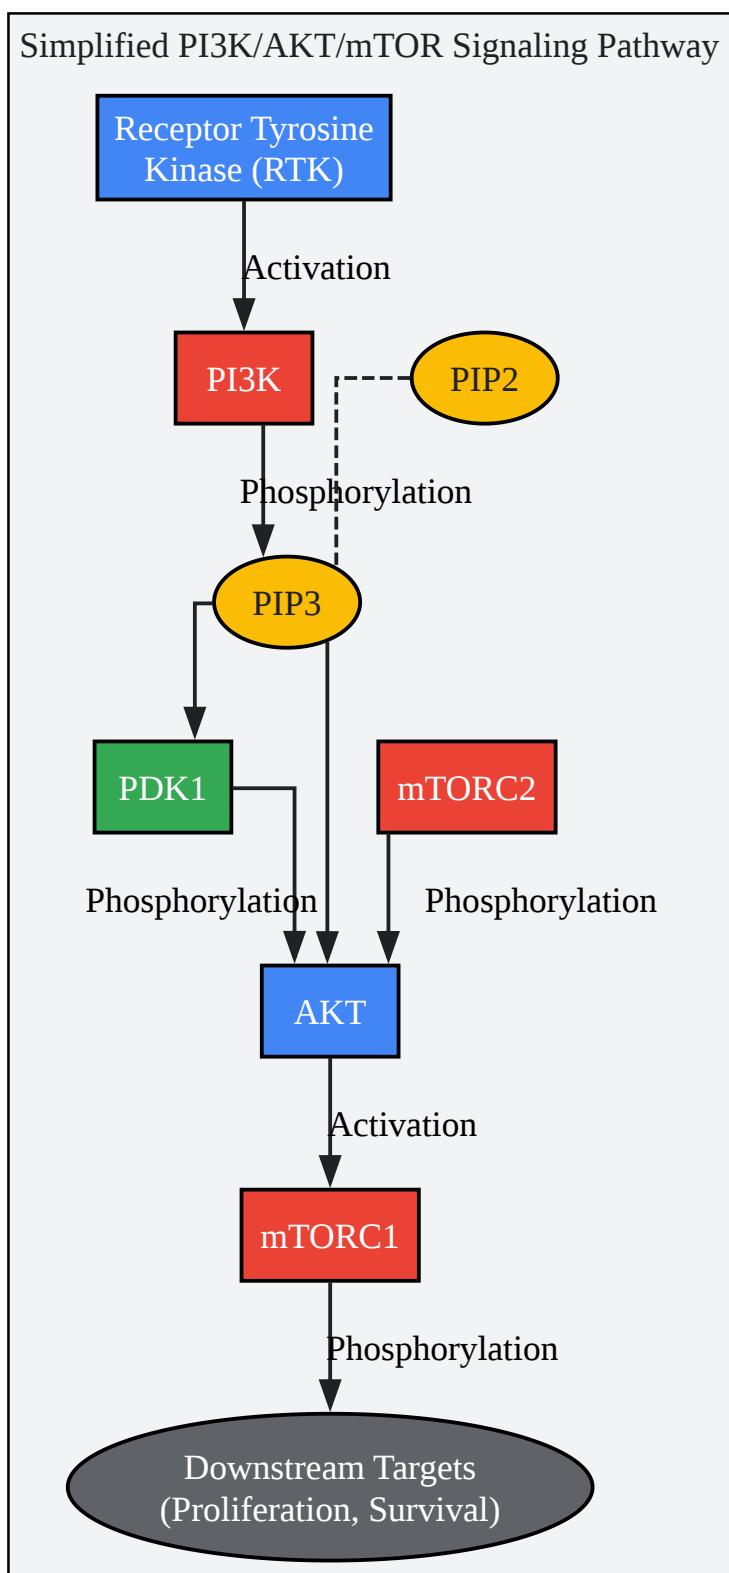 Simplified PI3K/AKT/mTOR Signaling Pathway
Receptor Tyrosine
Kinase (RTK)
Activation
PI3K
PIP2
Phosphorylation
PIP3
PDK1
mTORC2
Phosphorylation
Phosphorylation
AKT
Activation
mTORC1
Phosphorylation
Downstream Targets
(Proliferation, Survival)